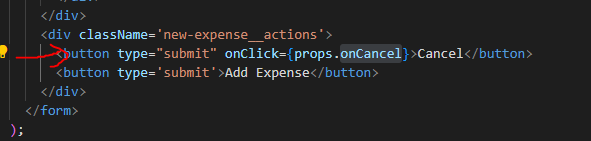 </div>
<div className='new-expense__actions'>
<button type="submit" onClick={props.onCancel}>Cancel</button>
<button type='submit'>Add Expense</button>
</div>
</form>
);